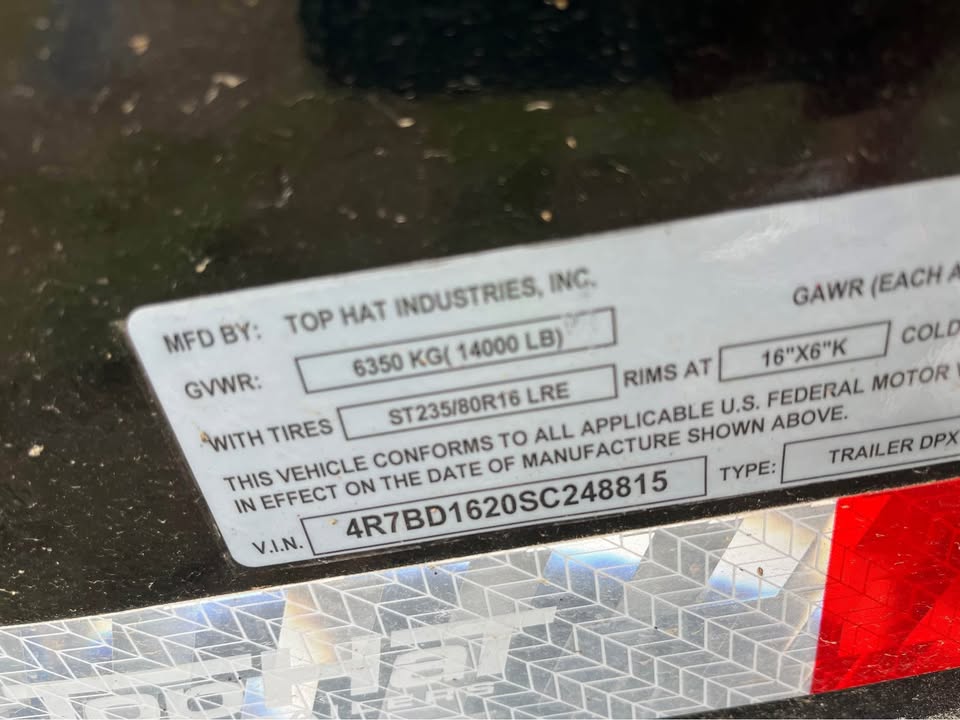 MFD BY: TOP HAT INDUSTRIES, INC.
GAWR (EACH A
GVWR: 6350 KG( 14000 LB)
WITH TIRES ST235/80R16 LRE RIMS AT 16"X6"K COLD
THIS VEHICLE CONFORMS TO ALL APPLICABLE U.S. FEDERAL MOTOR V
IN EFFECT ON THE DATE OF MANUFACTURE SHOWN ABOVE.
V.I.N. 4R7BD1620SC248815 TYPE: TRAILER DPX
Top Hat